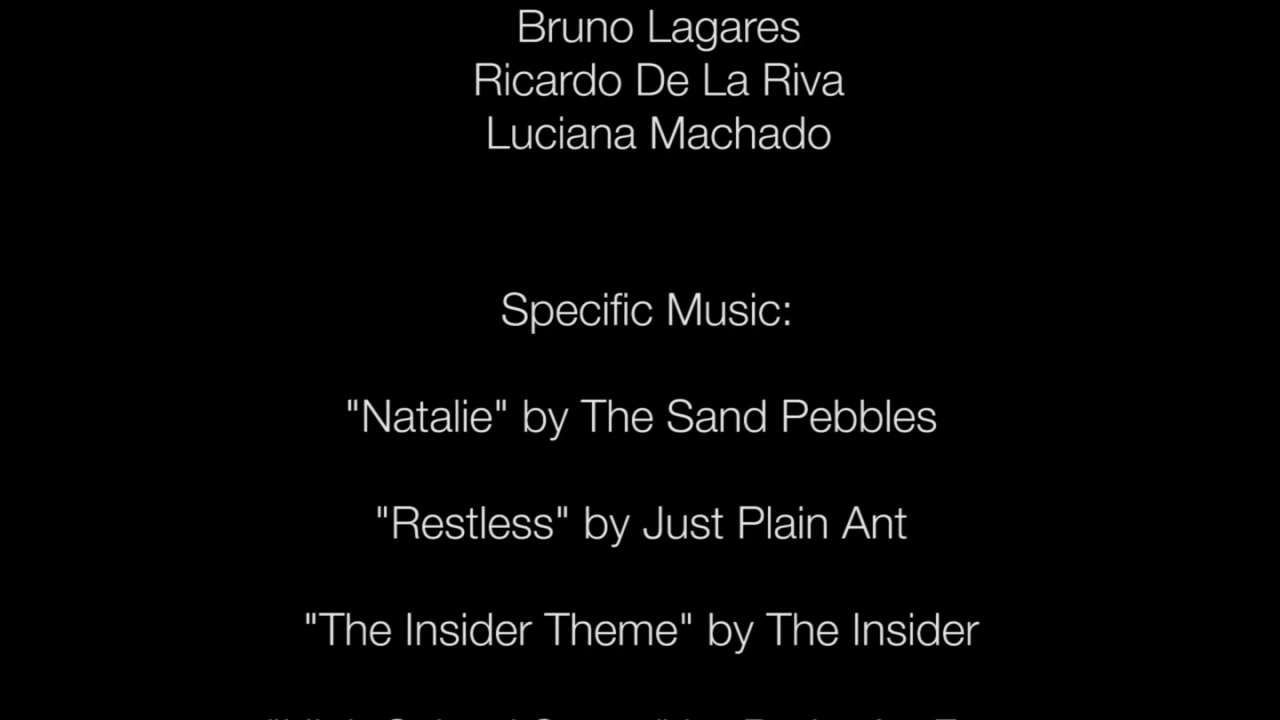 Bruno Lagares
Ricardo De La Riva
Luciana Machado
Specific Music:
"Natalie" by The Sand Pebbles
"Restless" by Just Plain Ant
"The Insider Theme" by The Insider